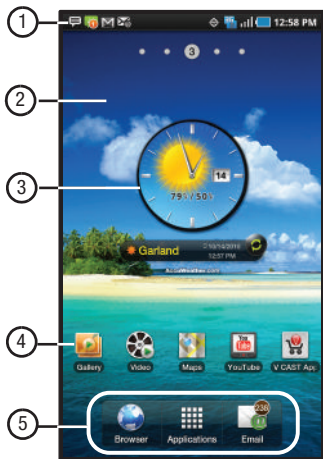 1
12:58 PM
3
2
3
14
79°/50°
Garland
10/14/2010
12:57 PM
AccuWeather.com
4
Gallery
Video
Maps
YouTube
V CAST App
5
238
Browser
Applications
Email